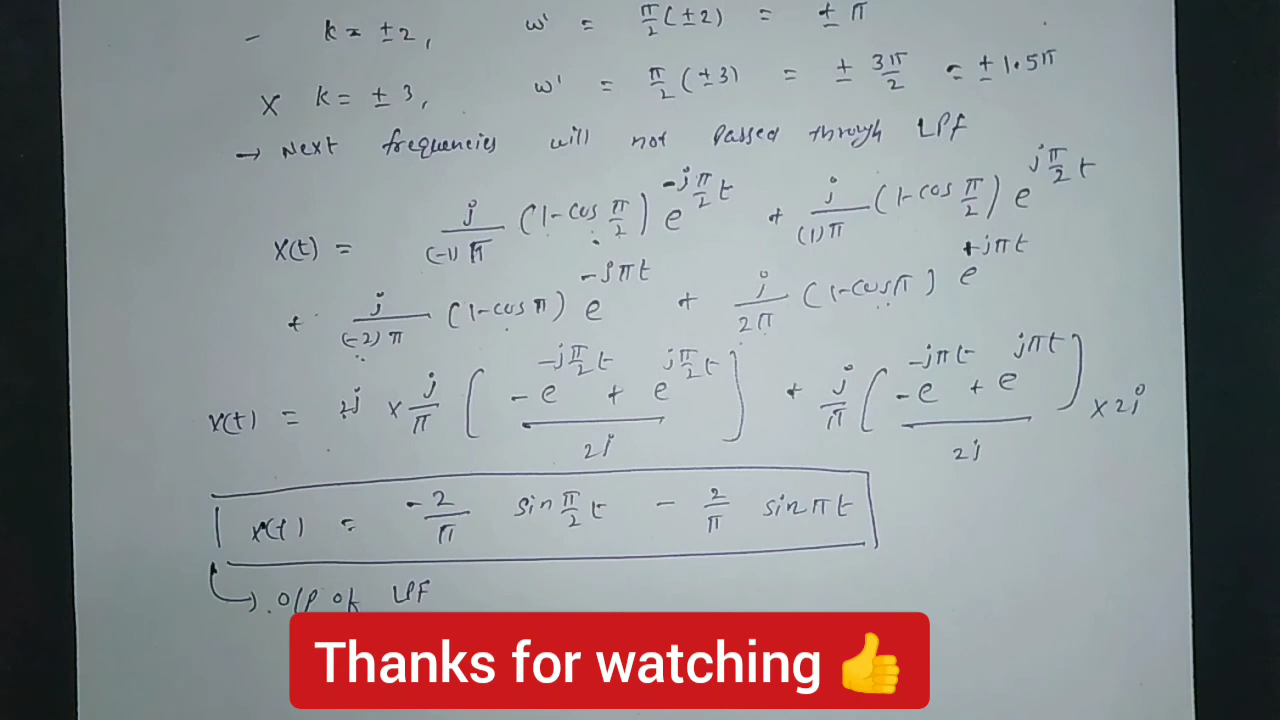 - k = ±2, ω' = π/2 (±2) = ± π
× k = ± 3, ω' = π/2 (±3) = ± 3π/2 = ± 1.5π
→ Next frequencies will not Passed through LPF
x(t) = j/(-1)π (1-cos π/2) e^(-jπ/2 t) + j/(1)π (1-cos π/2) e^(jπ/2 t)
+ j/(-2)π (1-cos π) e^(-jπt) + j/2π (1-cos π) e^(+jπt)
x(t) = 2j × j/π [ (-e^(-jπ/2 t) + e^(jπ/2 t))/2j ] + j/π [ (-e^(-jπt) + e^(jπt))/2j ] × 2j
x(t) = -2/π sin π/2 t - 2/π sin πt
→ O/P of LPF
Thanks for watching 👍